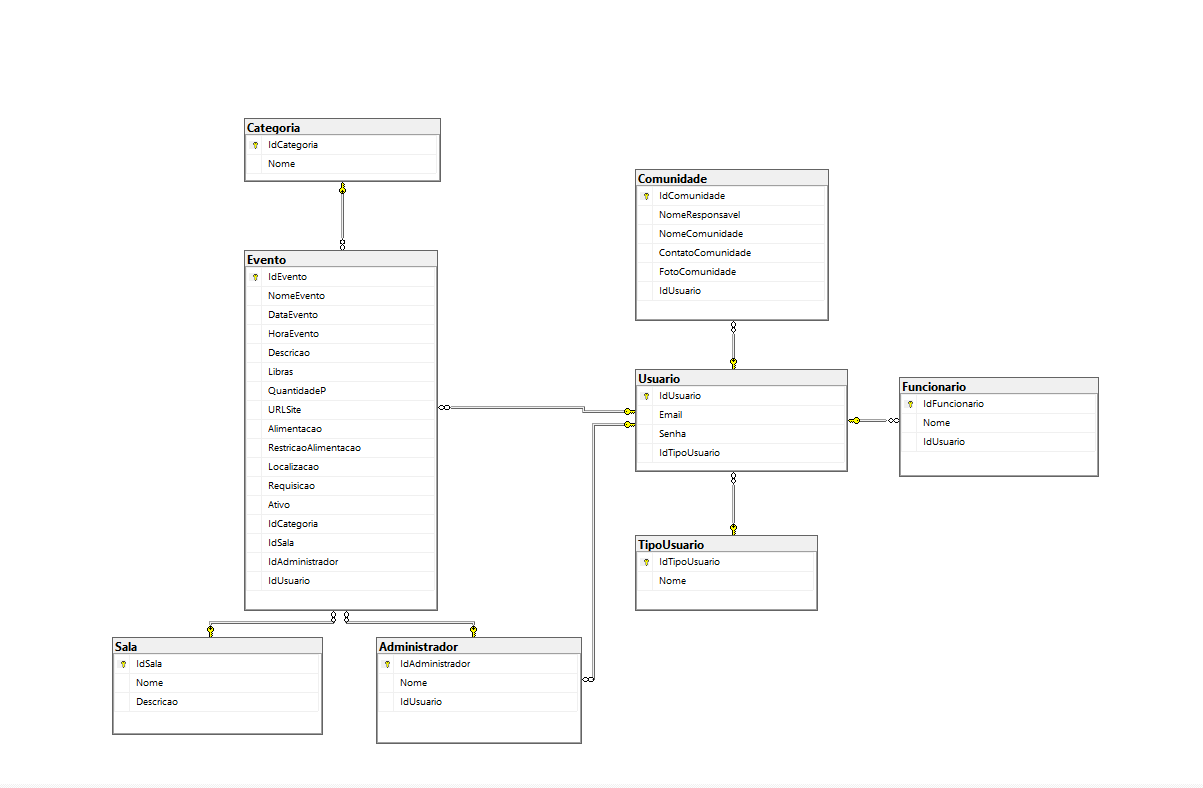 Categoria
IdCategoria
Nome
Evento
IdEvento
NomeEvento
DataEvento
HoraEvento
Descricao
Libras
QuantidadeP
URLSite
Alimentacao
RestricaoAlimentacao
Localizacao
Requisicao
Ativo
IdCategoria
IdSala
IdAdministrador
IdUsuario
Sala
IdSala
Nome
Descricao
Administrador
IdAdministrador
Nome
IdUsuario
Comunidade
IdComunidade
NomeResponsavel
NomeComunidade
ContatoComunidade
FotoComunidade
IdUsuario
Usuario
IdUsuario
Email
Senha
IdTipoUsuario
TipoUsuario
IdTipoUsuario
Nome
Funcionario
IdFuncionario
Nome
IdUsuario